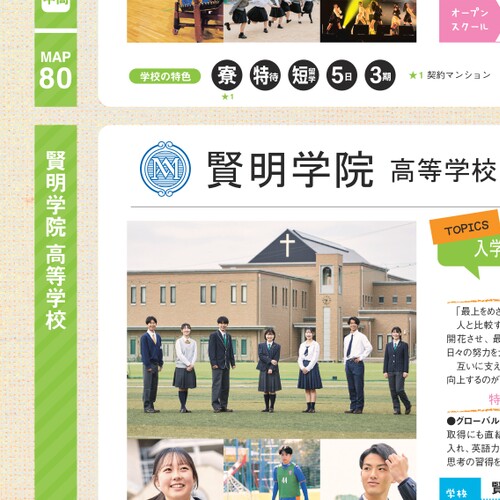 オープン
スクール
MAP
80
学校の特色
寮
特待
短留学
5日
3期
★1 契約マンション
★1
賢明学院 高等学校
賢明学院 高等学校
TOPICS
入学
「最上をめざ
人と比較す
開花させ、最
日々の努力を
互いに支え
向上するのが
特
●グローバル
取得にも直結
入れ、英語力
思考の習得を
学校